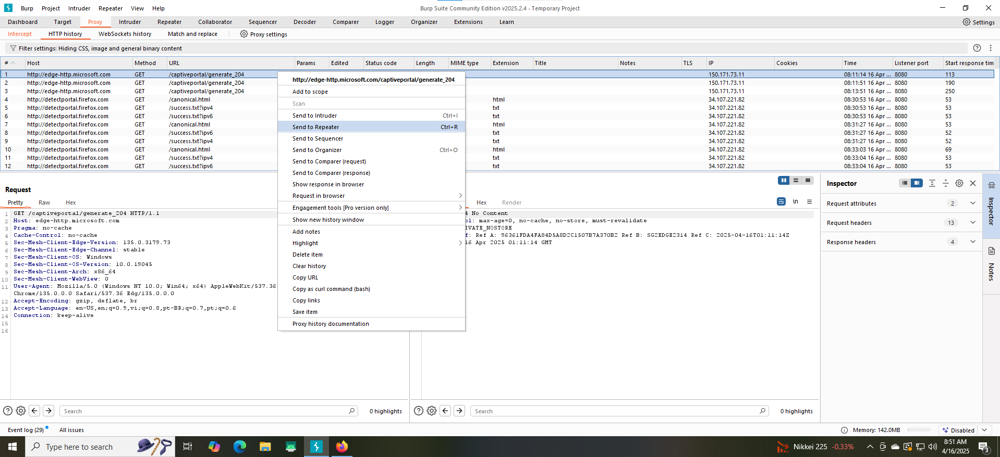 Burp Project Intruder Repeater View Help Burp Suite Community Edition v2025.2.4 - Temporary Project
Dashboard Target Proxy Intruder Repeater Collaborator Sequencer Decoder Comparer Logger Organizer Extensions Learn Settings
Intercept HTTP history WebSockets history Match and replace Proxy settings
Filter settings: Hiding CSS, image and general binary content
# Host Method URL Params Edited Status code Length MIME type Extension Title Notes TLS IP Cookies Time Listener port Start response tim
1 http://edge-http.microsoft.com GET /captiveportal/generate_204 150.171.73.11 08:11:14 16 Apr ... 8080 113
2 http://edge-http.microsoft.com GET /captiveportal/generate_204 150.171.73.11 08:11:51 16 Apr ... 8080 190
3 http://edge-http.microsoft.com GET /captiveportal/generate_204 150.171.73.11 08:13:51 16 Apr ... 8080 250
4 http://detectportal.firefox.com GET /canonical.html html 34.107.221.82 08:30:53 16 Apr ... 8080 53
5 http://detectportal.firefox.com GET /success.txt?ipv4 txt 34.107.221.82 08:30:53 16 Apr ... 8080 53
6 http://detectportal.firefox.com GET /success.txt?ipv6 txt 34.107.221.82 08:30:53 16 Apr ... 8080 53
7 http://detectportal.firefox.com GET /canonical.html html 34.107.221.82 08:31:27 16 Apr ... 8080 53
8 http://detectportal.firefox.com GET /success.txt?ipv6 txt 34.107.221.82 08:31:27 16 Apr ... 8080 52
9 http://detectportal.firefox.com GET /success.txt?ipv4 txt 34.107.221.82 08:31:27 16 Apr ... 8080 52
10 http://detectportal.firefox.com GET /canonical.html html 34.107.221.82 08:33:03 16 Apr ... 8080 69
11 http://detectportal.firefox.com GET /success.txt?ipv4 txt 34.107.221.82 08:33:04 16 Apr ... 8080 53
12 http://detectportal.firefox.com GET /success.txt?ipv6 txt 34.107.221.82 08:33:04 16 Apr ... 8080 53
http://edge-http.microsoft.com/captiveportal/generate_204
Add to scope
Scan
Send to Intruder Ctrl+I
Send to Repeater Ctrl+R
Send to Sequencer
Send to Organizer Ctrl+O
Send to Comparer (request)
Send to Comparer (response)
Show response in browser
Request in browser
Engagement tools [Pro version only]
Show new history window
Add notes
Highlight
Delete item
Clear history
Copy URL
Copy as curl command (bash)
Copy links
Save item
Proxy history documentation
Request
Pretty Raw Hex
1 GET /captiveportal/generate_204 HTTP/1.1
2 Host: edge-http.microsoft.com
3 Pragma: no-cache
4 Cache-Control: no-cache
5 Sec-Mesh-Client-Edge-Version: 135.0.3179.73
6 Sec-Mesh-Client-Edge-Channel: stable
7 Sec-Mesh-Client-OS: Windows
8 Sec-Mesh-Client-OS-Version: 10.0.19045
9 Sec-Mesh-Client-Arch: x86_64
10 Sec-Mesh-Client-WebView: 0
11 User-Agent: Mozilla/5.0 (Windows NT 10.0; Win64; x64) AppleWebKit/537.36
Chrome/135.0.0.0 Safari/537.36 Edg/135.0.0.0
12 Accept-Encoding: gzip, deflate, br
13 Accept-Language: en-US,en;q=0.9,vi;q=0.8,pt-BR;q=0.7,pt;q=0.6
14 Connection: keep-alive
15
16
Hex Render \n
4 No Content
ol: max-age=0, no-cache, no-store, must-revalidate
IVATE_NOSTORE
f: Ref A: 96361FDA4FA84D5A8D2C1507B7A370B2 Ref B: SG2EDGE2314 Ref C: 2025-04-16T01:11:14Z
16 Apr 2025 01:11:14 GMT
Inspector
Request attributes 2
Request headers 13
Response headers 4
Inspector
Notes
Search 0 highlights
Search 0 highlights
Event log (29) All issues Memory: 142.0MB Disabled
Type here to search Nikkei 225 -0,33% 8:51 AM
4/16/2025 3